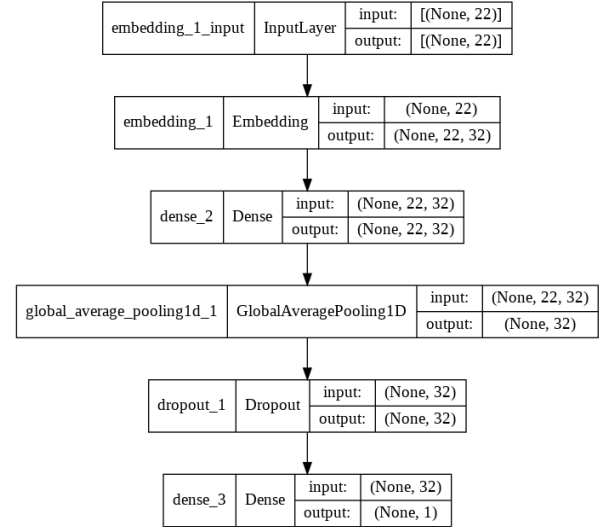 embedding_1_input InputLayer input: [(None, 22)]
output: [(None, 22)]
embedding_1 Embedding input: (None, 22)
output: (None, 22, 32)
dense_2 Dense input: (None, 22, 32)
output: (None, 22, 32)
global_average_pooling1d_1 GlobalAveragePooling1D input: (None, 22, 32)
output: (None, 32)
dropout_1 Dropout input: (None, 32)
output: (None, 32)
dense_3 Dense input: (None, 32)
output: (None, 1)